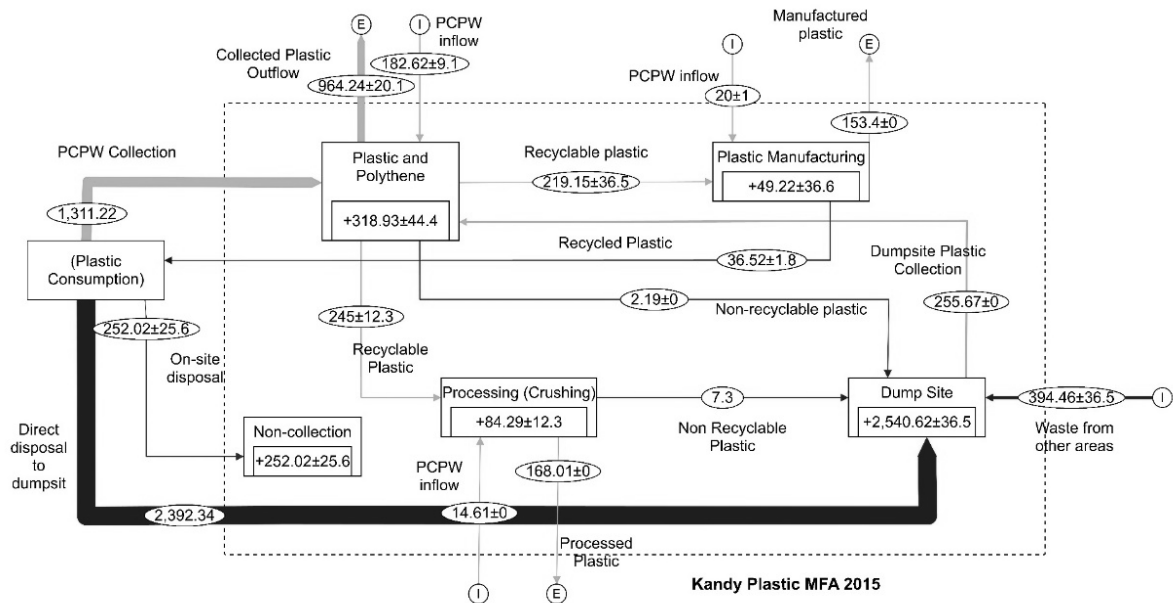 E
I
PCPW
inflow
Collected Plastic
Outflow
182.62±9.1
964.24±20.1
Manufactured
plastic
I
E
PCPW inflow
20±1
153.4±0
PCPW Collection
Plastic and
Polythene
+318.93±44.4
Recyclable plastic
219.15±36.5
Plastic Manufacturing
+49.22±36.6
1,311.22
(Plastic
Consumption)
Recycled Plastic
36.52±1.8
Dumpsite Plastic
Collection
2.19±0
Non-recyclable plastic
255.67±0
252.02±25.6
245±12.3
On-site
disposal
Recyclable
Plastic
Processing (Crushing)
+84.29±12.3
7.3
Non Recyclable
Plastic
Dump Site
+2,540.62±36.5
394.46±36.5
I
Waste from
other areas
Direct
disposal
to
dumpsit
Non-collection
+252.02±25.6
PCPW
inflow
168.01±0
2,392.34
14.61±0
Processed
Plastic
I
E
Kandy Plastic MFA 2015